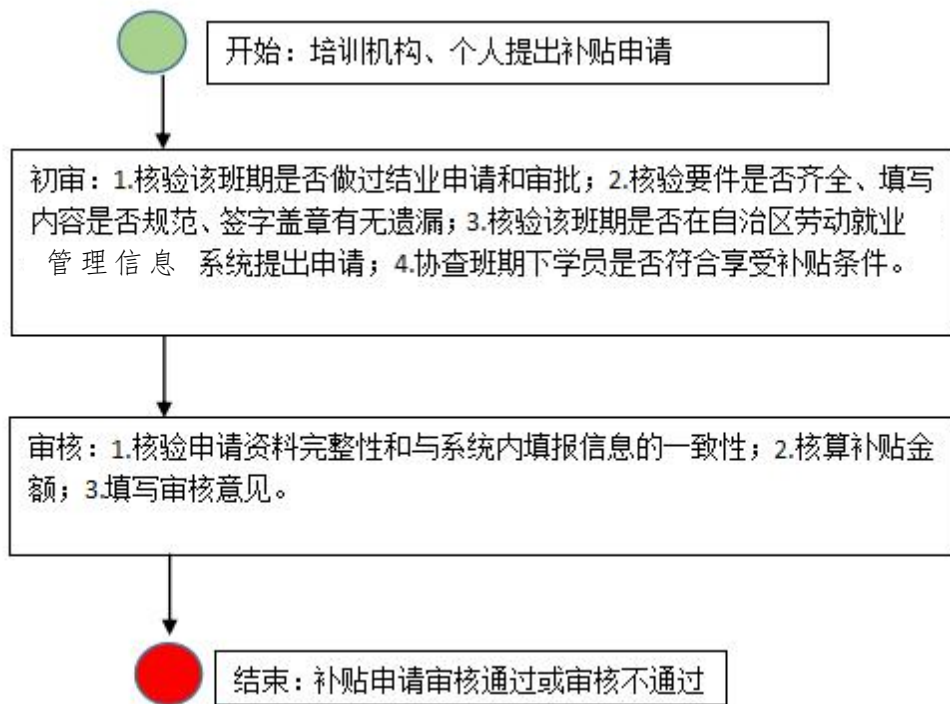 开始：培训机构、个人提出补贴申请
初审：1.核验该班期是否做过结业申请和审批；2.核验要件是否齐全、填写
内容是否规范、签字盖章有无遗漏；3.核验该班期是否在自治区劳动就业
管理信息 系统提出申请；4.协查班期下学员是否符合享受补贴条件。
审核：1.核验申请资料完整性和与系统内填报信息的一致性；2.核算补贴金
额；3.填写审核意见。
结束：补贴申请审核通过或审核不通过